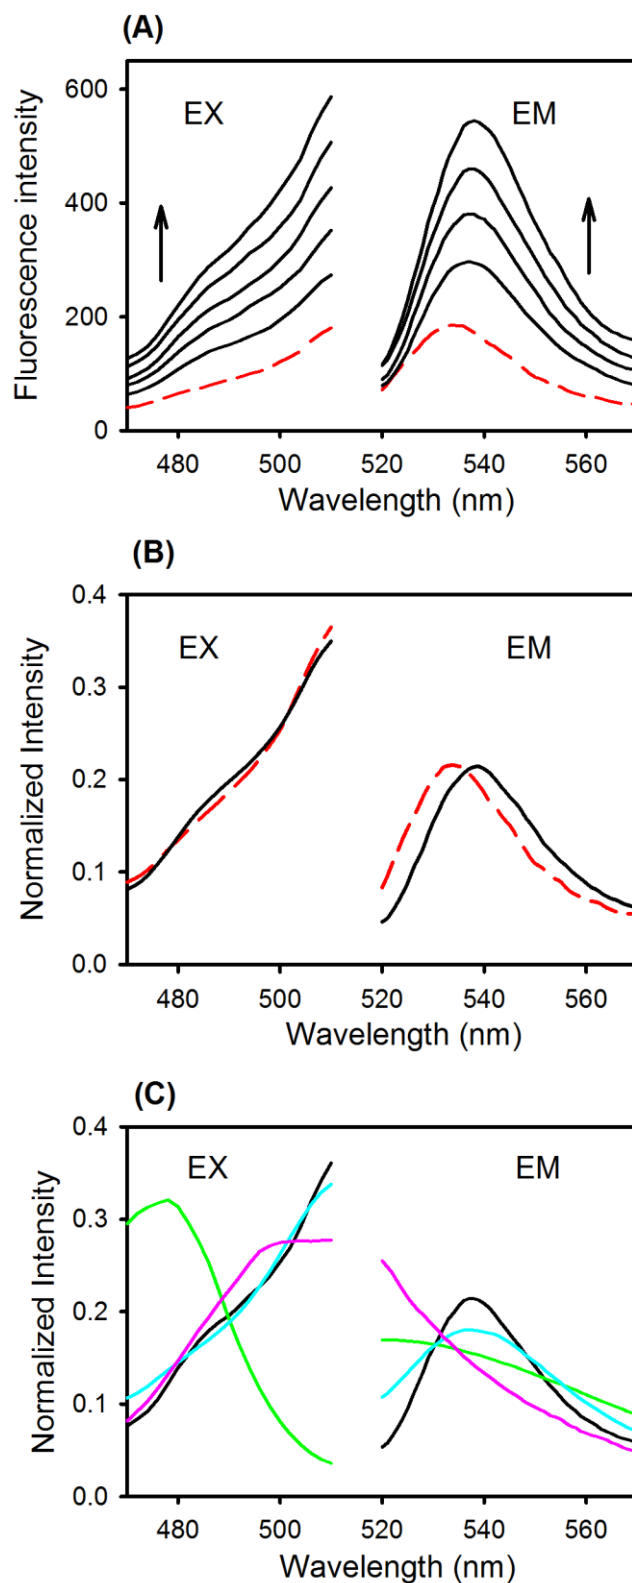 (A)
EX
EM
Fluorescence intensity
600
400
200
0
480
500
520
540
560
Wavelength (nm)
(B)
EX
EM
Normalized Intensity
0.4
0.3
0.2
0.1
0.0
480
500
520
540
560
Wavelength (nm)
(C)
EX
EM
Normalized Intensity
0.4
0.3
0.2
0.1
0.0
480
500
520
540
560
Wavelength (nm)